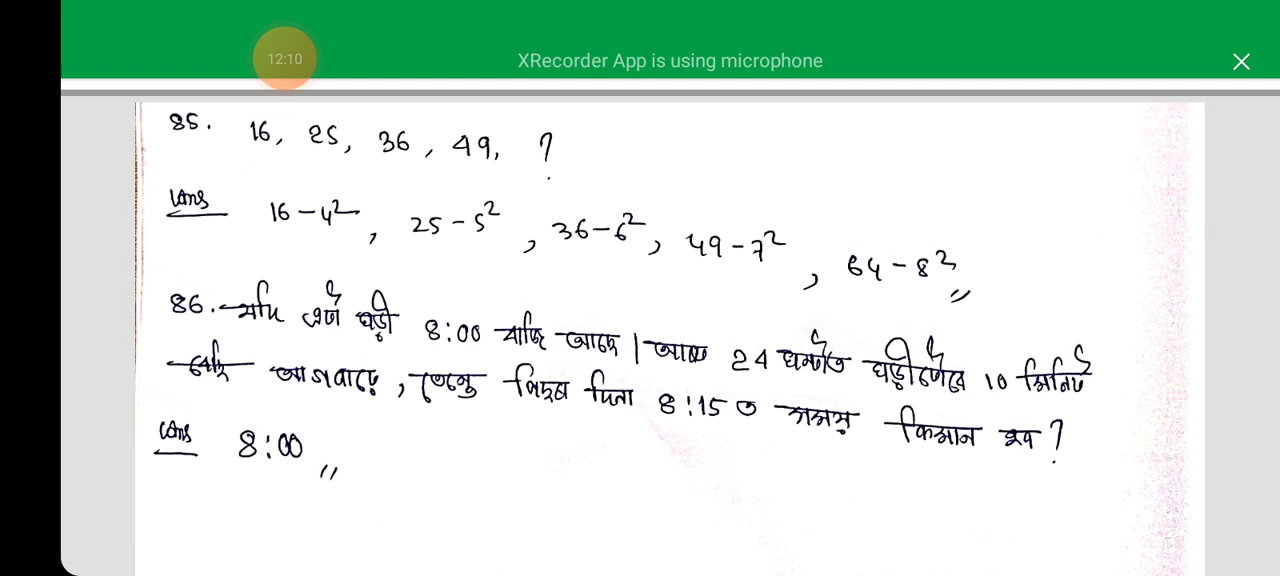 12:10
XRecorder App is using microphone
85. 16, 25, 36, 49, ?
Ans 16 - 4², 25 - 5², 36 - 6², 49 - 7², 64 - 8²,,
86. যদি এটা ঘড়ী 8:00 বাজি আছে। আৰু 24 ঘণ্টাত ঘড়ীটোৱে 10 মিনিট
বেছি আগবাঢ়ে, তেন্তে পিছৰ দিনা 8:15 ত সময় কিমান হব?
Ans 8:00,,